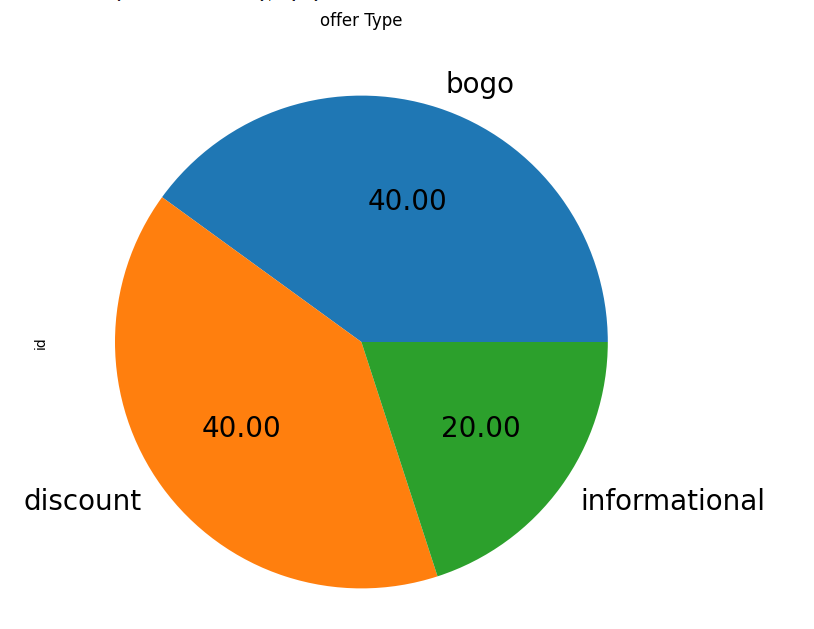 offer Type
bogo
40.00
id
40.00
20.00
discount
informational